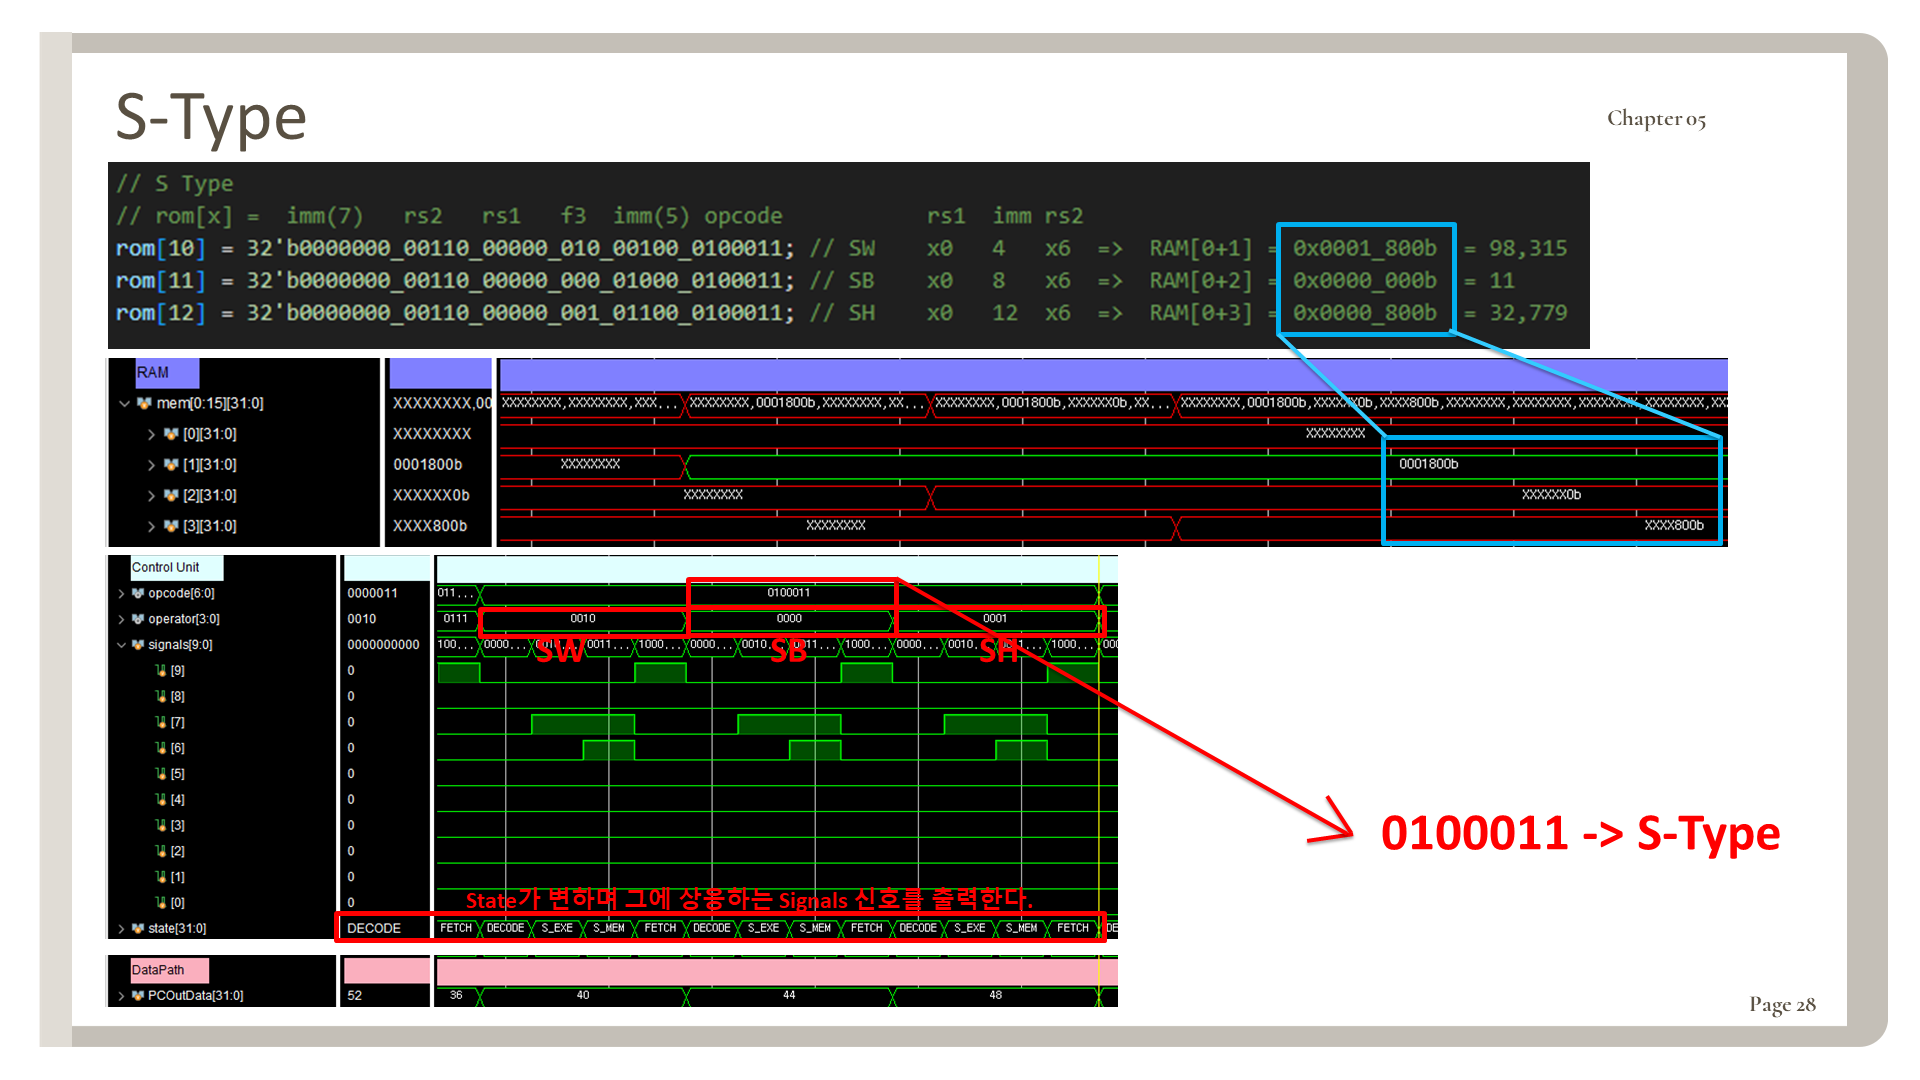 S-Type
Chapter 05
// S Type
// rom[x] = imm(7) rs2 rs1 f3 imm(5) opcode rs1 imm rs2
rom[10] = 32'b0000000_00110_00000_010_00100_0100011; // SW x0 4 x6 => RAM[0+1] = 0x0001_800b = 98,315
rom[11] = 32'b0000000_00110_00000_000_01000_0100011; // SB x0 8 x6 => RAM[0+2] = 0x0000_000b = 11
rom[12] = 32'b0000000_00110_00000_001_01100_0100011; // SH x0 12 x6 => RAM[0+3] = 0x0000_800b = 32,779
RAM
mem[0:15][31:0] XXXXXXXX,00 XXXXXXXX,XXXXXXXX,XXX... XXXXXXXX,0001800b,XXXXXXXX,XX... XXXXXXXX,0001800b,XXXXXX0b,XX... XXXXXXXX,0001800b,XXXXXX0b,XXXX800b,XXXXXXXX,XXXXXXXX,XXXXXXXX,XXXXXXXX,XX
[0][31:0] XXXXXXXX XXXXXXXX
[1][31:0] 0001800b XXXXXXXX 0001800b
[2][31:0] XXXXXX0b XXXXXXXX XXXXXX0b
[3][31:0] XXXX800b XXXXXXXX XXXX800b
Control Unit
opcode[6:0] 0000011 011... 0100011
operator[3:0] 0010 0111 0010 0000 0001
signals[9:0] 0000000000 100... 0000... 0011... 1000... 0000... 0010... 1000... 0000... 0010... 1000...
SW SB SH
[9] 0
[8] 0
[7] 0
[6] 0
[5] 0
[4] 0
[3] 0
[2] 0
[1] 0
[0] 0
0100011 -> S-Type
State가 변하며 그에 상응하는 Signals 신호를 출력한다.
state[31:0] DECODE FETCH DECODE S_EXE S_MEM FETCH DECODE S_EXE S_MEM FETCH DECODE S_EXE S_MEM FETCH DE
DataPath
PCOutData[31:0] 52 36 40 44 48
Page 28